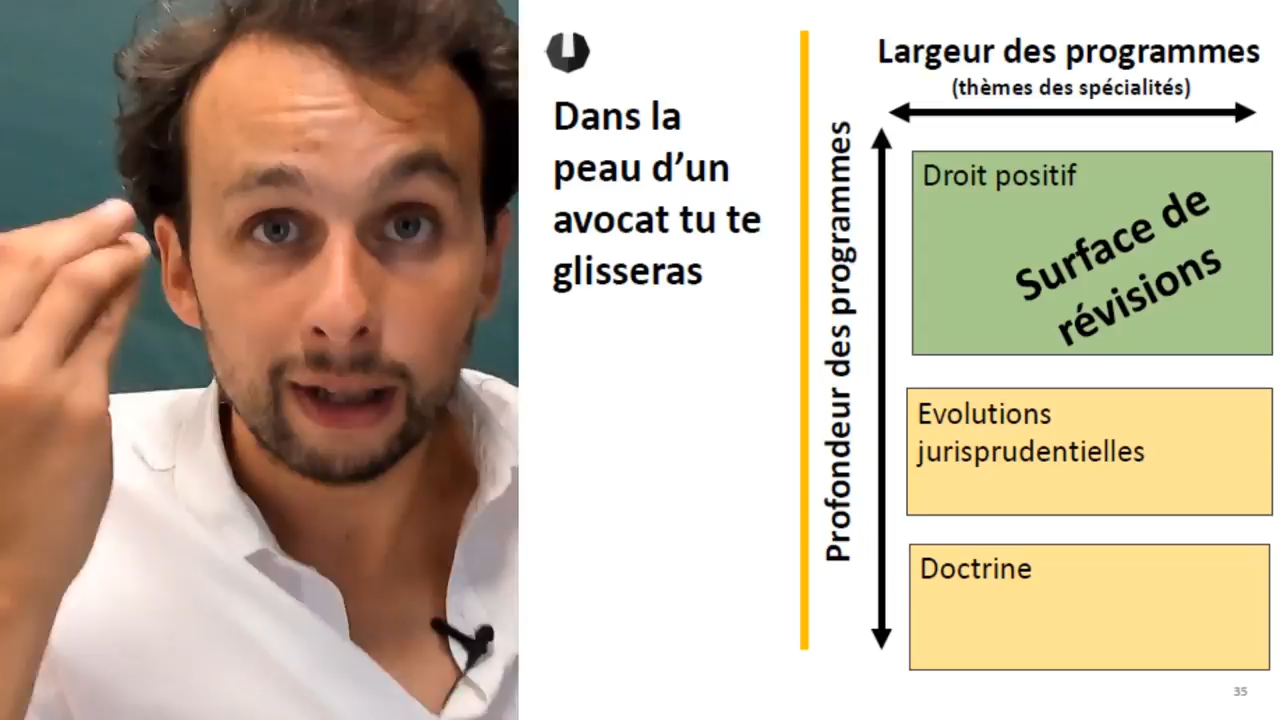 Dans la
peau d’un
avocat tu te
glisseras
Largeur des programmes
(thèmes des spécialités)
Profondeur des programmes
Droit positif
Surface de
révisions
Evolutions
jurisprudentielles
Doctrine
35